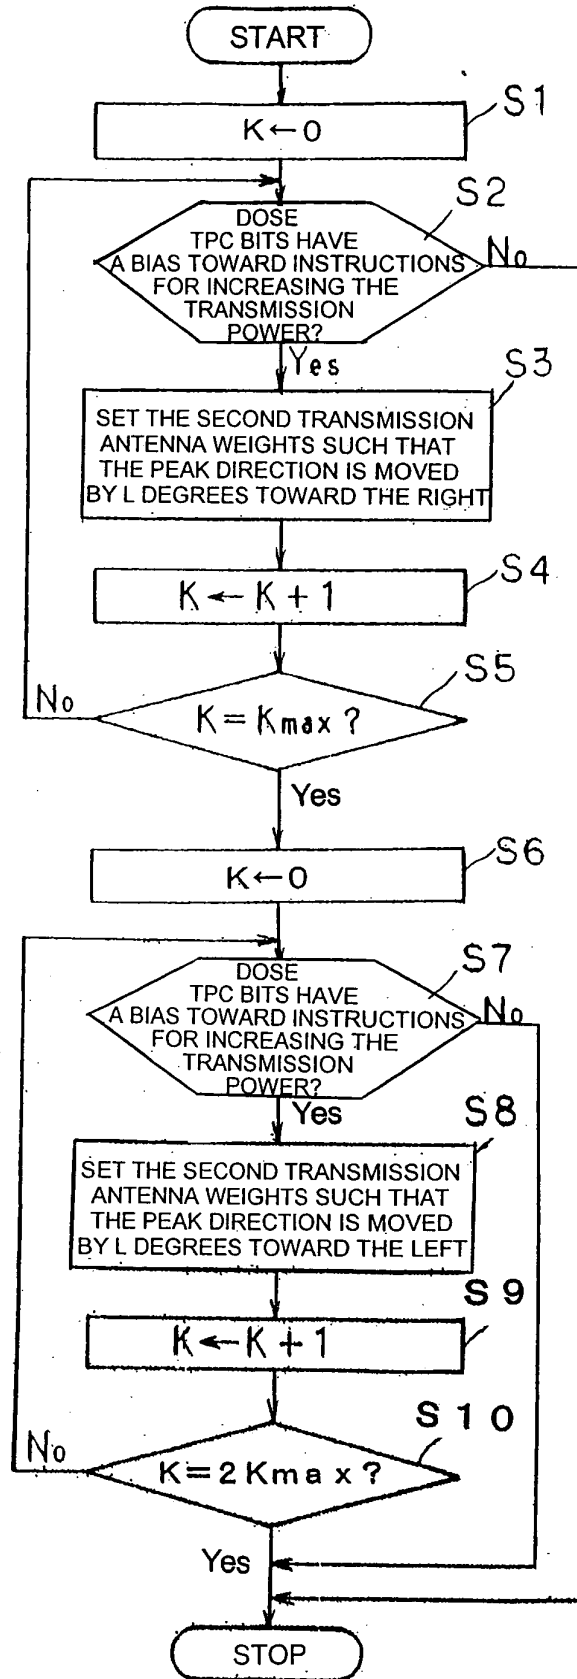 START
S1
K←0
S2
DOSE
TPC BITS HAVE
A BIAS TOWARD INSTRUCTIONS
FOR INCREASING THE
TRANSMISSION
POWER?
No
Yes
S3
SET THE SECOND TRANSMISSION
ANTENNA WEIGHTS SUCH THAT
THE PEAK DIRECTION IS MOVED
BY L DEGREES TOWARD THE RIGHT
S4
K←K+1
S5
No
K=Kmax?
Yes
S6
K←0
S7
DOSE
TPC BITS HAVE
A BIAS TOWARD INSTRUCTIONS
FOR INCREASING THE
TRANSMISSION
POWER?
No
Yes
S8
SET THE SECOND TRANSMISSION
ANTENNA WEIGHTS SUCH THAT
THE PEAK DIRECTION IS MOVED
BY L DEGREES TOWARD THE LEFT
S9
K←K+1
S10
No
K=2Kmax?
Yes
STOP